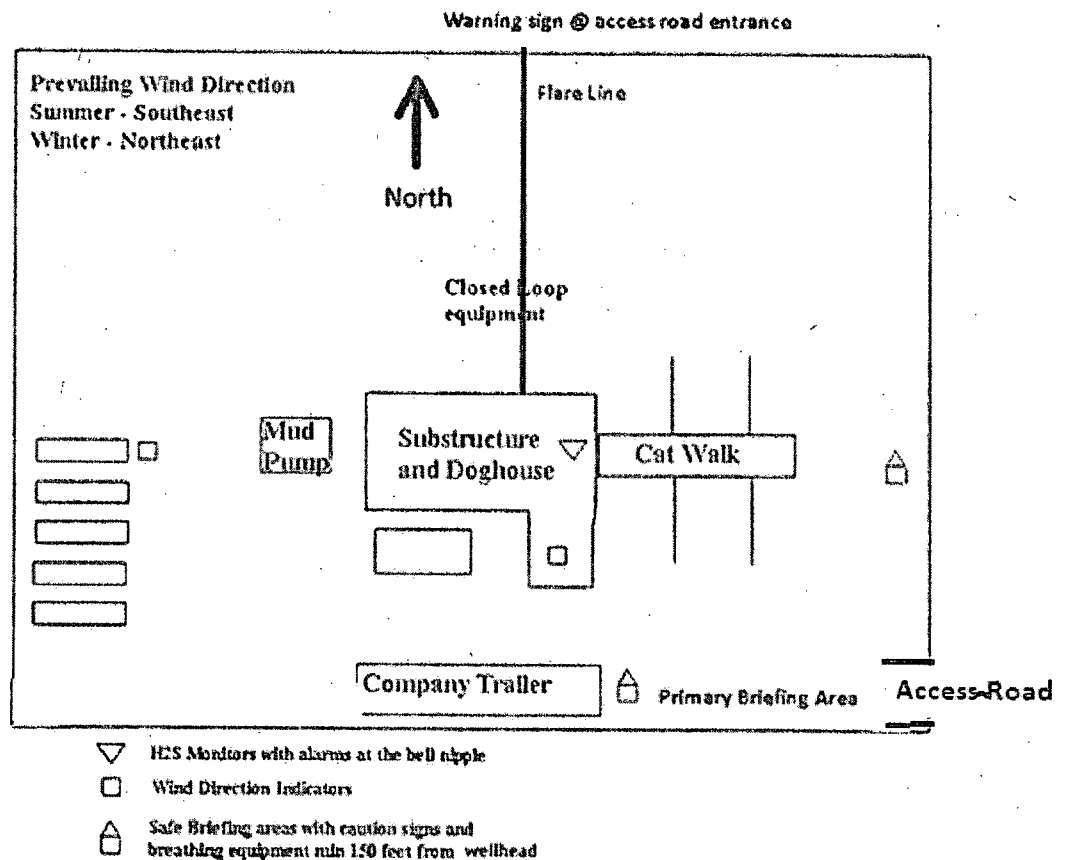 Warning sign @ access road entrance
Prevailing Wind Direction
Summer - Southeast
Winter - Northeast
Flare Line
North
Closed Loop
equipment
Mud
Pump
Substructure
and Doghouse
Cat Walk
Company Trailer
Primary Briefing Area
Access Road
H2S Monitors with alarms at the bell nipple
Wind Direction Indicators
Safe Briefing areas with caution signs and
breathing equipment min 150 feet from wellhead